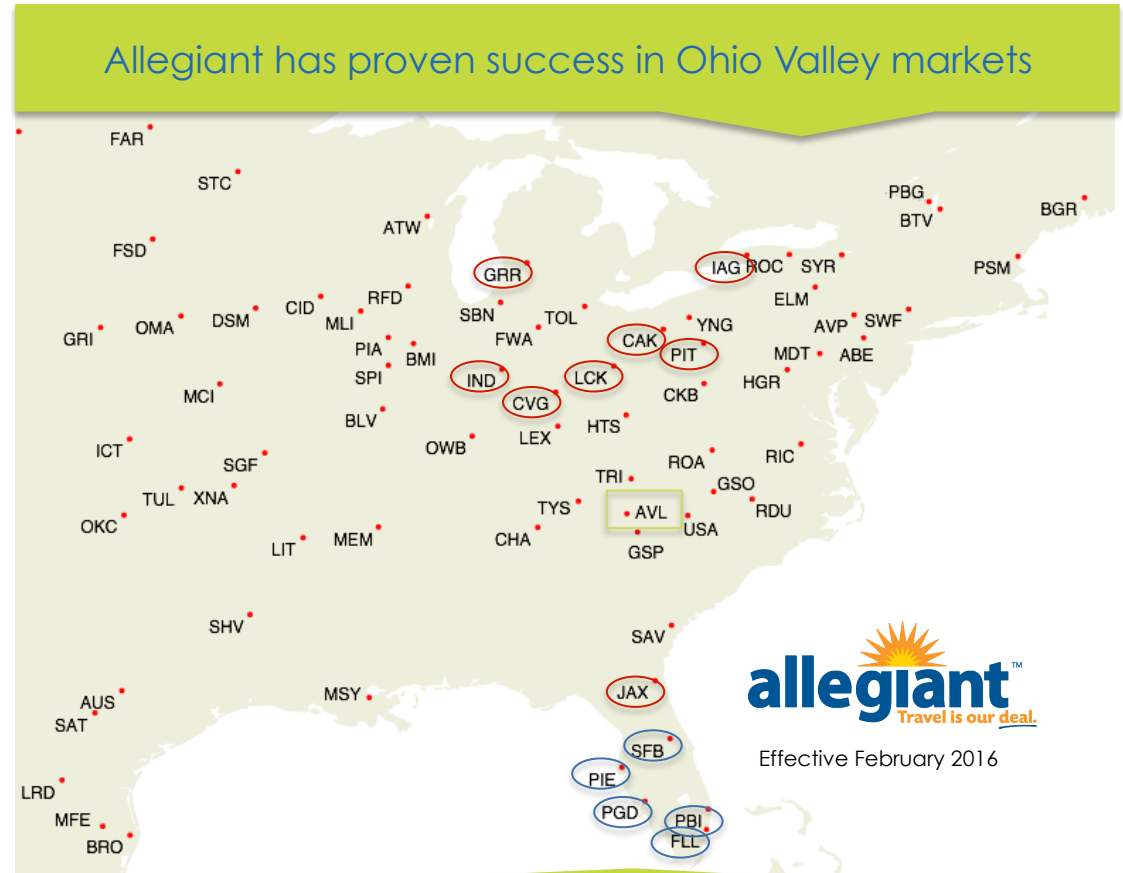 Allegiant has proven success in Ohio Valley markets
FAR
STC
PBG
BTV
BGR
ATW
FSD
GRR
IAG
ROC
SYR
PSM
ELM
RFD
CID
MLI
DSM
OMA
GRI
SBN
TOL
FWA
YNG
AVP
SWF
CAK
PIT
PIA
BMI
MDT
ABE
SPI
IND
LCK
HGR
MCI
CVG
CKB
BLV
LEX
HTS
OWB
ICT
SGF
ROA
RIC
TRI
GSO
TUL
XNA
TYS
AVL
RDU
OKC
USA
LIT
MEM
CHA
GSP
SHV
SAV
AUS
SAT
MSY
JAX
allegiant™
Travel is our deal.
SFB
Effective February 2016
PIE
LRD
PGD
MFE
PBI
BRO
FLL